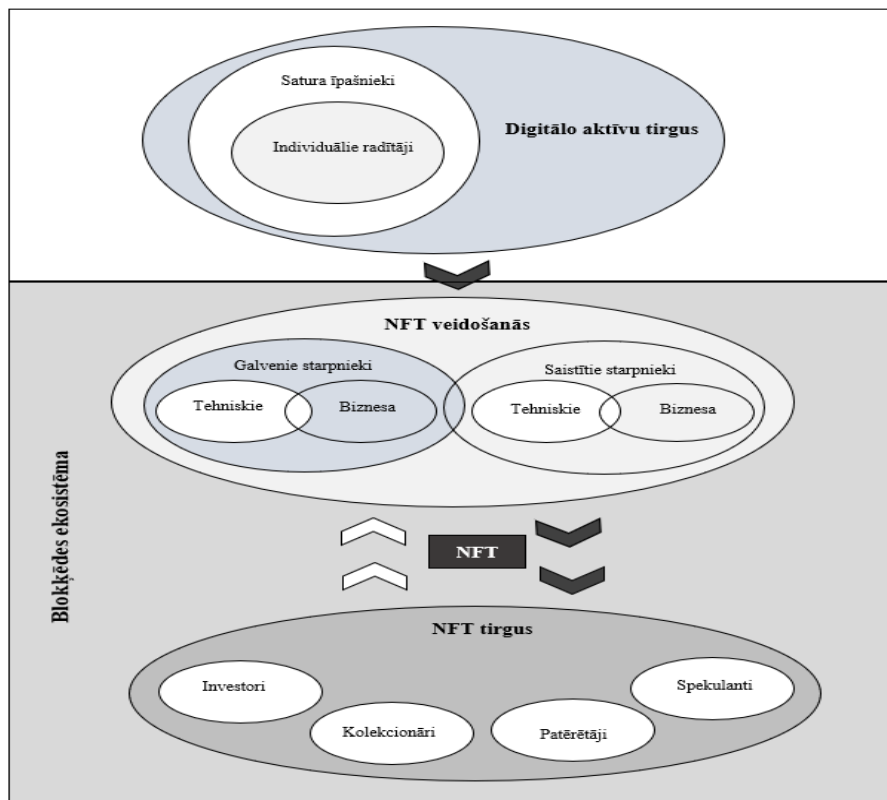 Satura īpašnieki
Individuālie radītāji
Digitālo aktīvu tirgus
NFT veidošanās
Galvenie starpnieki
Saistītie starpnieki
Tehniskie
Biznesa
Tehniskie
Biznesa
Blokķēdes ekosistēma
NFT
NFT tirgus
Investori
Spekulanti
Kolekcionāri
Patērētāji